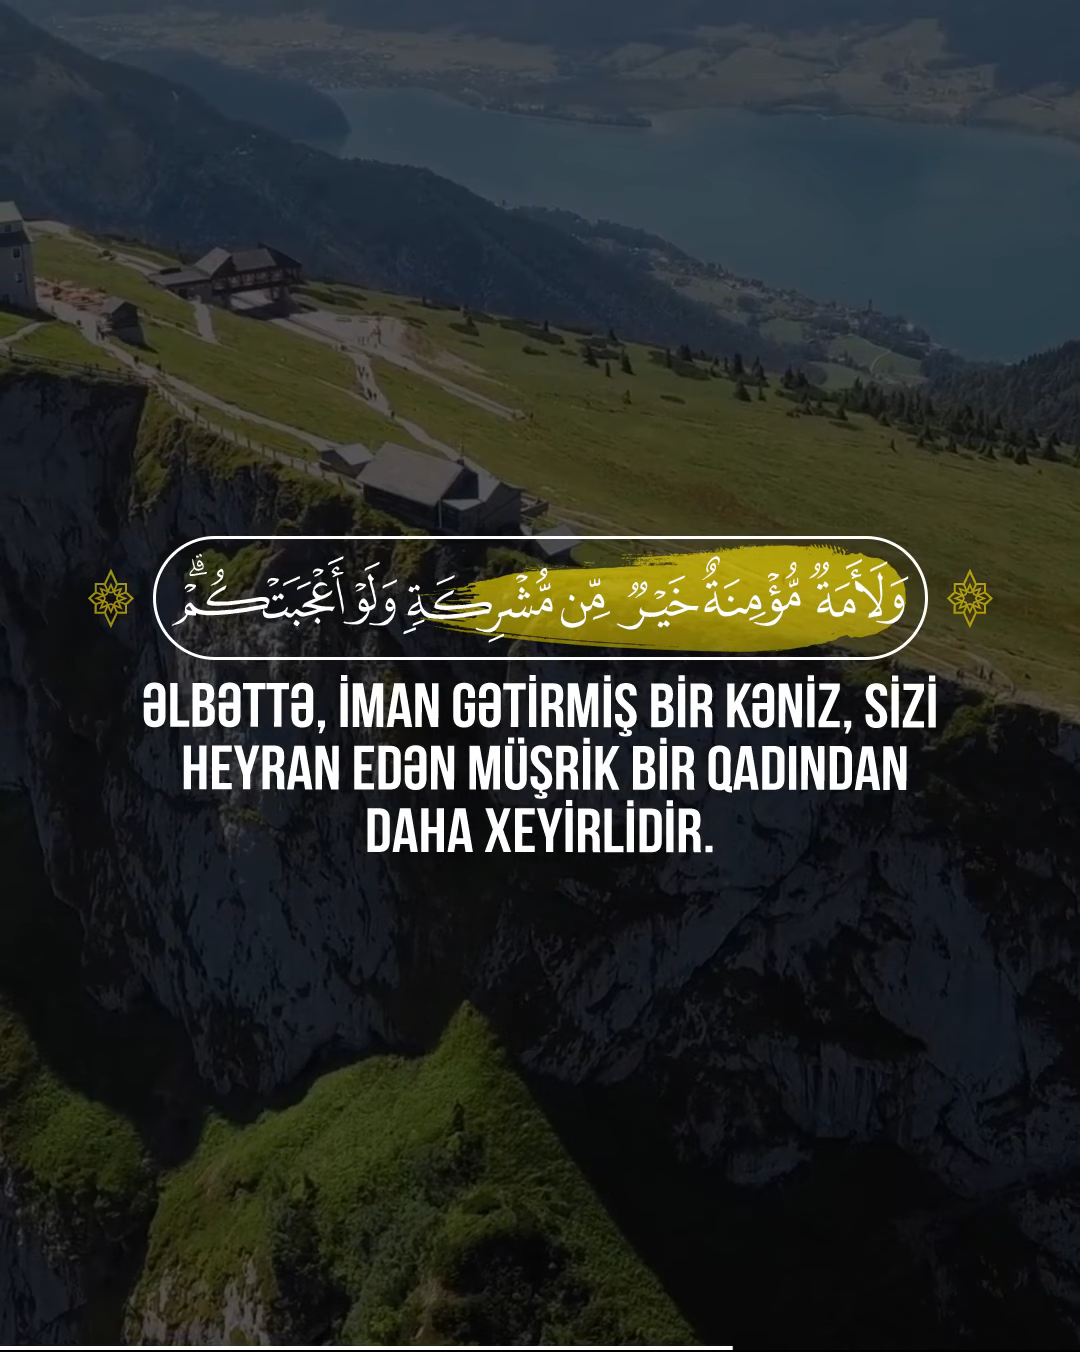 وَلَأَمَةٌ مُّؤْمِنَةٌ خَيْرٌ مِّن مُّشْرِكَةٍ وَلَوْ أَعْجَبَتْكُمْ ۗ
ƏLBƏTTƏ, İMAN GƏTİRMİŞ BİR KƏNİZ, SİZİ
HEYRAN EDƏN MÜŞRİK BİR QADINDAN
DAHA XEYİRLİDİR.